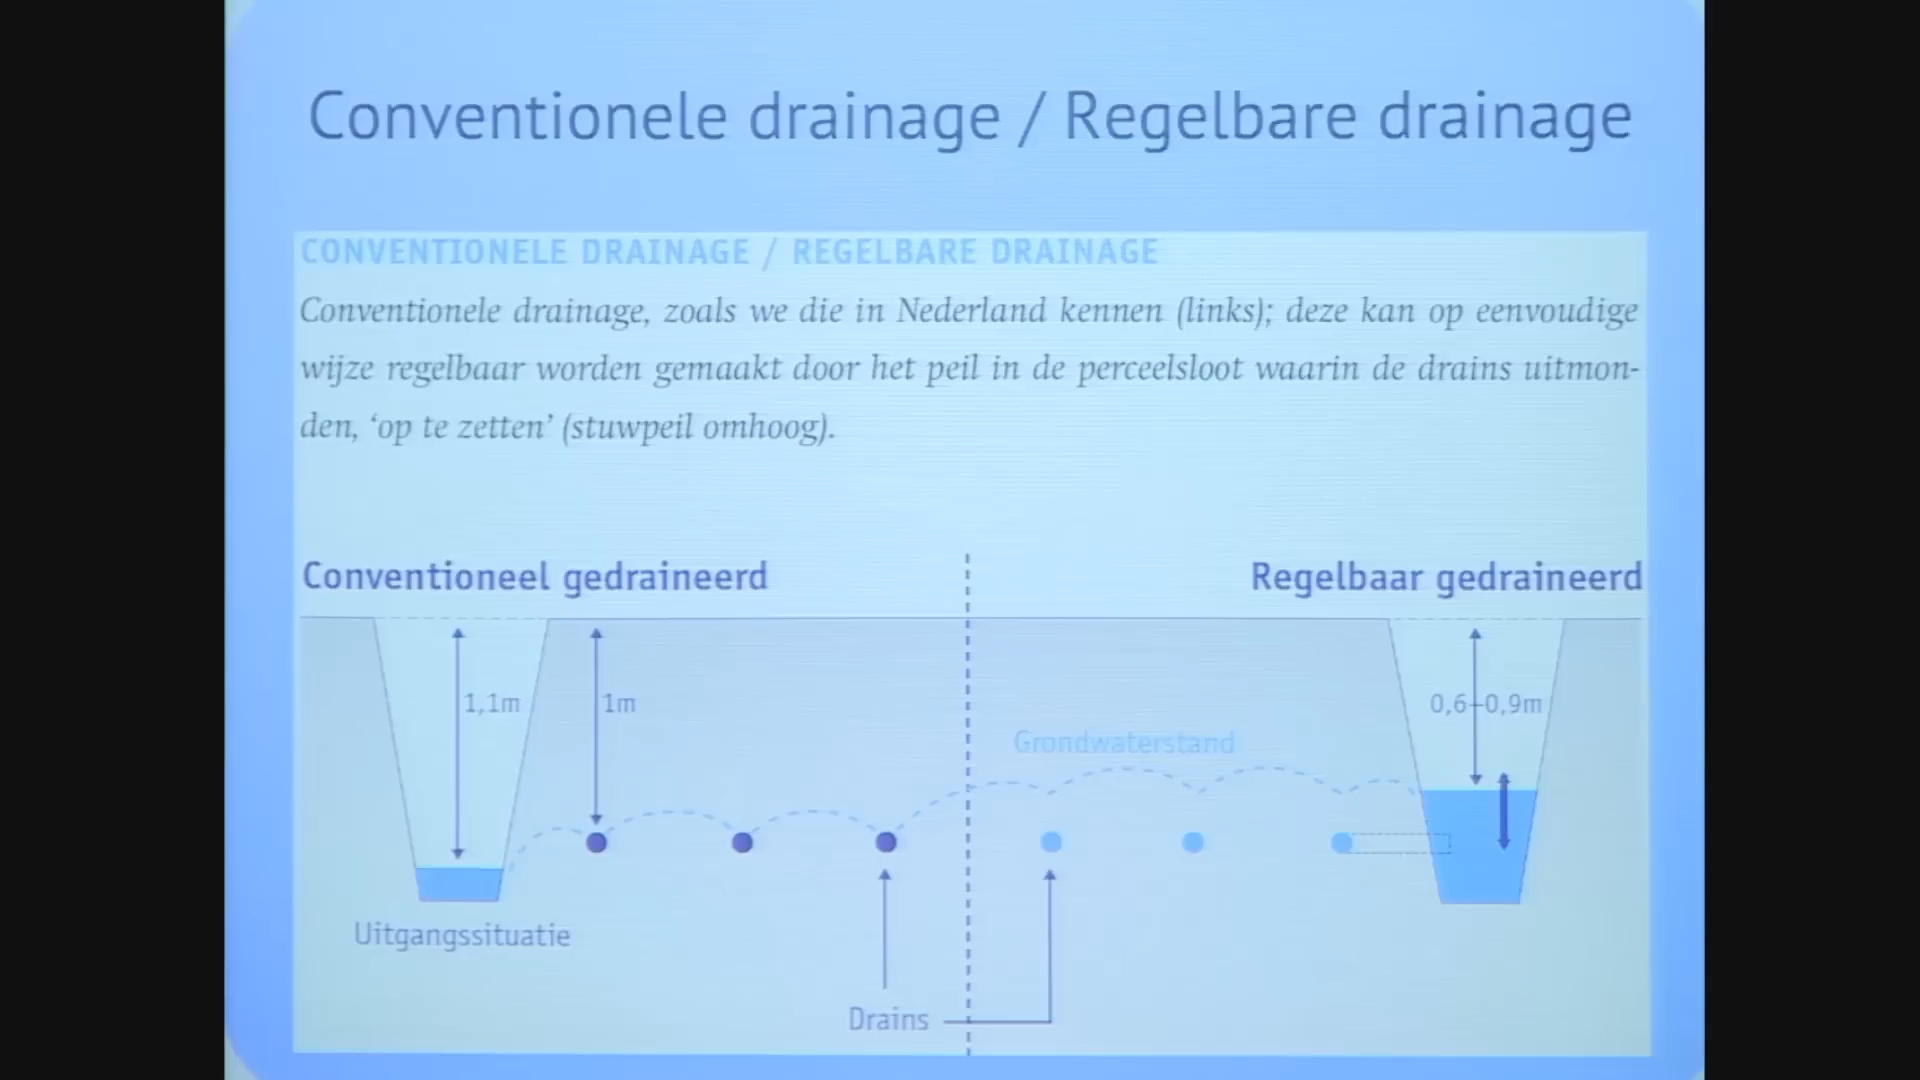 Conventionele drainage / Regelbare drainage
CONVENTIONELE DRAINAGE / REGELBARE DRAINAGE
Conventionele drainage, zoals we die in Nederland kennen (links); deze kan op eenvoudige
wijze regelbaar worden gemaakt door het peil in de perceelsloot waarin de drains uitmon-
den, ‘op te zetten’ (stuwpeil omhoog).
Conventioneel gedraineerd
Regelbaar gedraineerd
1,1m
1m
0,6–0,9m
Grondwaterstand
Uitgangssituatie
Drains